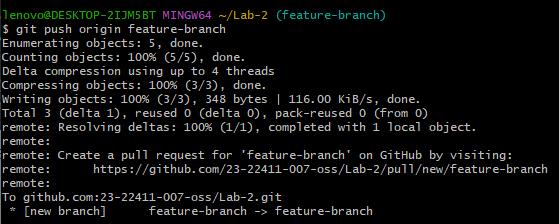 lenovo@DESKTOP-2IJM5BT MINGW64 ~/Lab-2 (feature-branch)
$ git push origin feature-branch
Enumerating objects: 5, done.
Counting objects: 100% (5/5), done.
Delta compression using up to 4 threads
Compressing objects: 100% (3/3), done.
Writing objects: 100% (3/3), 348 bytes | 116.00 KiB/s, done.
Total 3 (delta 1), reused 0 (delta 0), pack-reused 0 (from 0)
remote: Resolving deltas: 100% (1/1), completed with 1 local object.
remote:
remote: Create a pull request for 'feature-branch' on GitHub by visiting:
remote:      https://github.com/23-22411-007-oss/Lab-2/pull/new/feature-branch
remote:
To github.com:23-22411-007-oss/Lab-2.git
 * [new branch]      feature-branch -> feature-branch